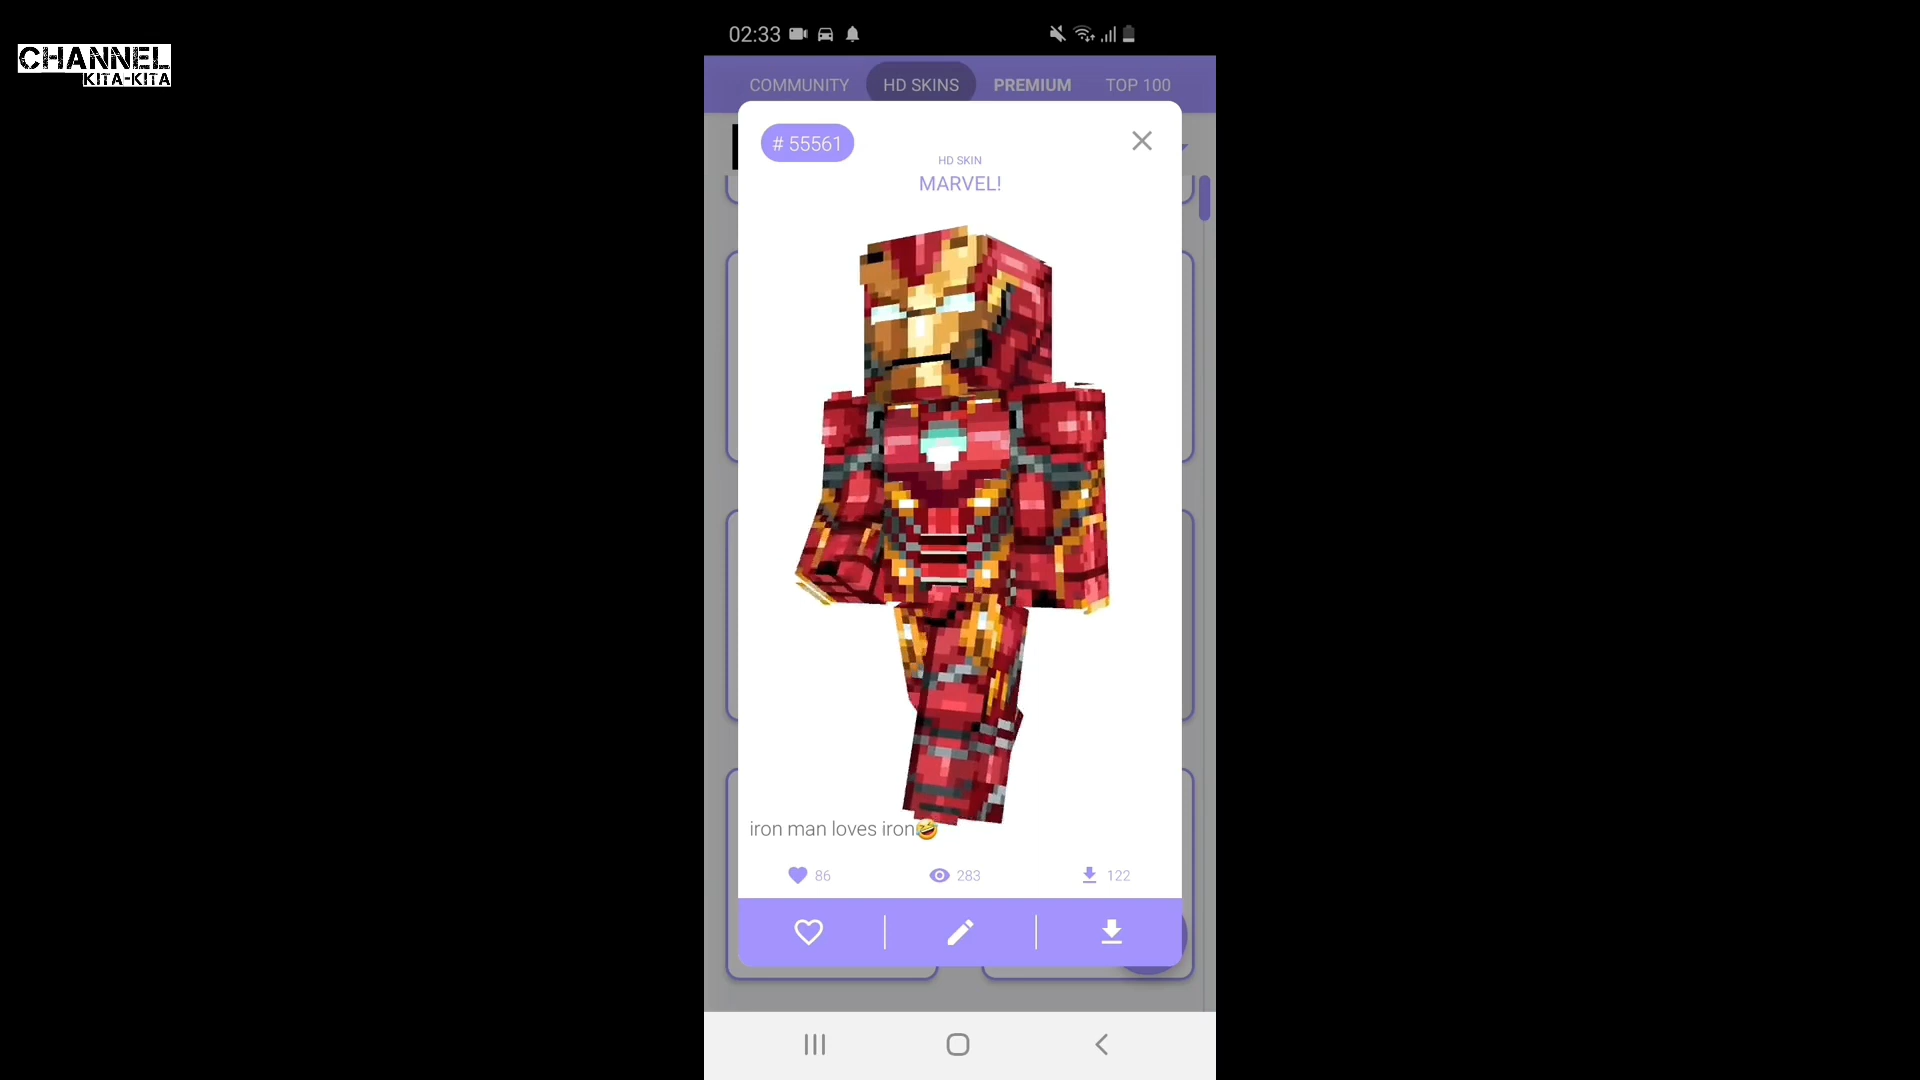 CHANNEL
KITA-KITA
02:33
COMMUNITY HD SKINS PREMIUM TOP 100
# 55561
HD SKIN
MARVEL!
iron man loves iron🤣
86 283 122